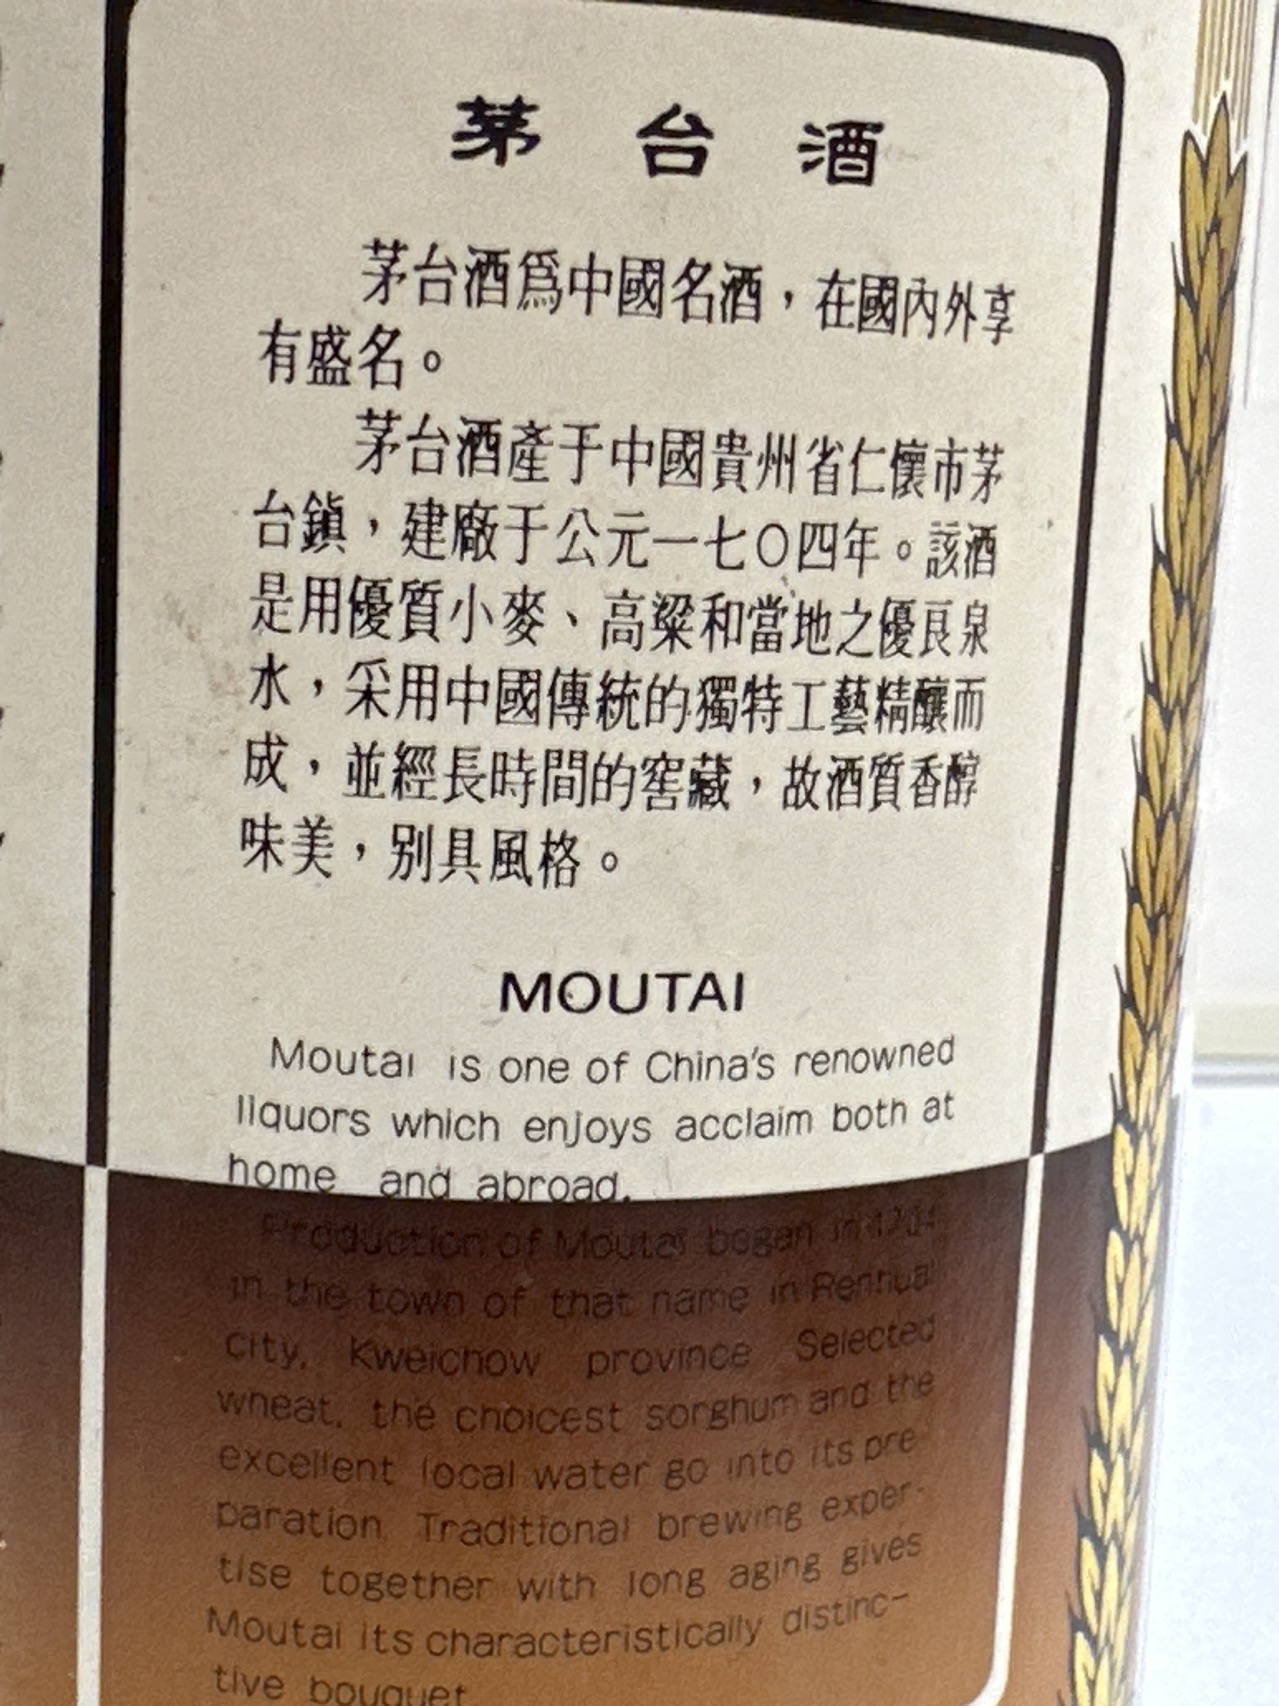 茅台酒
茅台酒爲中國名酒，在國內外享
有盛名。
茅台酒產于中國貴州省仁懷市茅
台鎮，建廠于公元一七〇四年。該酒
是用優質小麥、高粱和當地之優良泉
水，采用中國傳統的獨特工藝精釀而
成，並經長時間的窖藏，故酒質香醇
味美，别具風格。
MOUTAI
Moutai is one of China's renowned
liquors which enjoys acclaim both at
home and abroad.
Production of Moutai began in 1704
in the town of that name in Renhuai
City, Kweichow province Selected
wheat, the choicest sorghum and the
excellent local water go into its pre
paration Traditional brewing exper-
tise together with long aging gives
Moutai its characteristically distinc-
tive bouquet